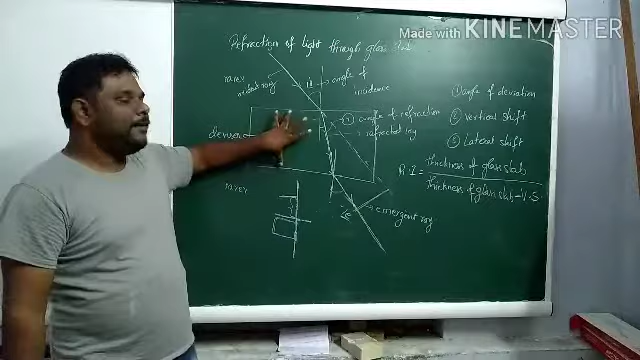 Made with KINEMASTER
Refraction of light through glass slab
rarer
incident ray
angle of
incidence
denser
angle of refraction
refracted ray
rarer
emergent ray
① angle of deviation
② vertical shift
③ Lateral shift
R.I = thickness of glass slab
thickness of glass slab - V.S